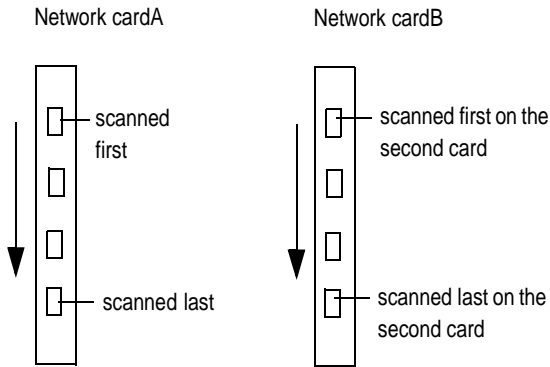 Network cardA
scanned
first
scanned last
Network cardB
scanned first on the
second card
scanned last on the
second card